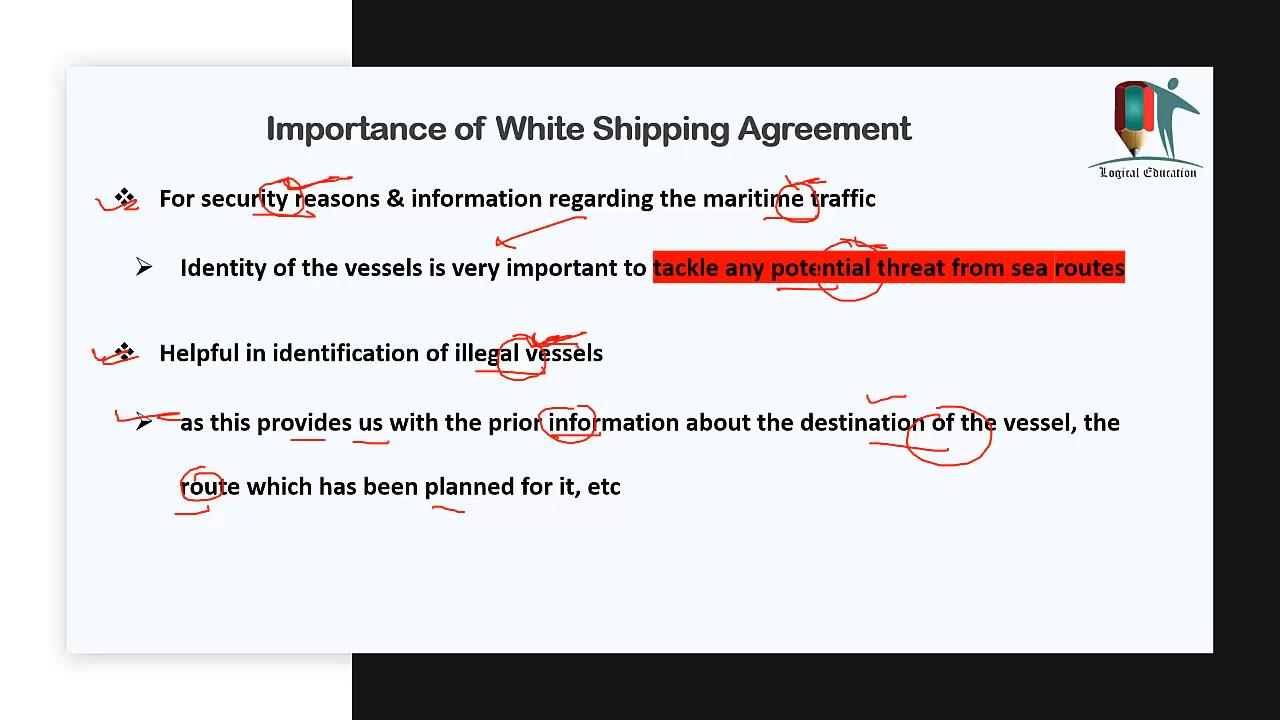 Importance of White Shipping Agreement
Logical Education
For security reasons & information regarding the maritime traffic
Identity of the vessels is very important to tackle any potential threat from sea routes
Helpful in identification of illegal vessels
as this provides us with the prior information about the destination of the vessel, the
route which has been planned for it, etc